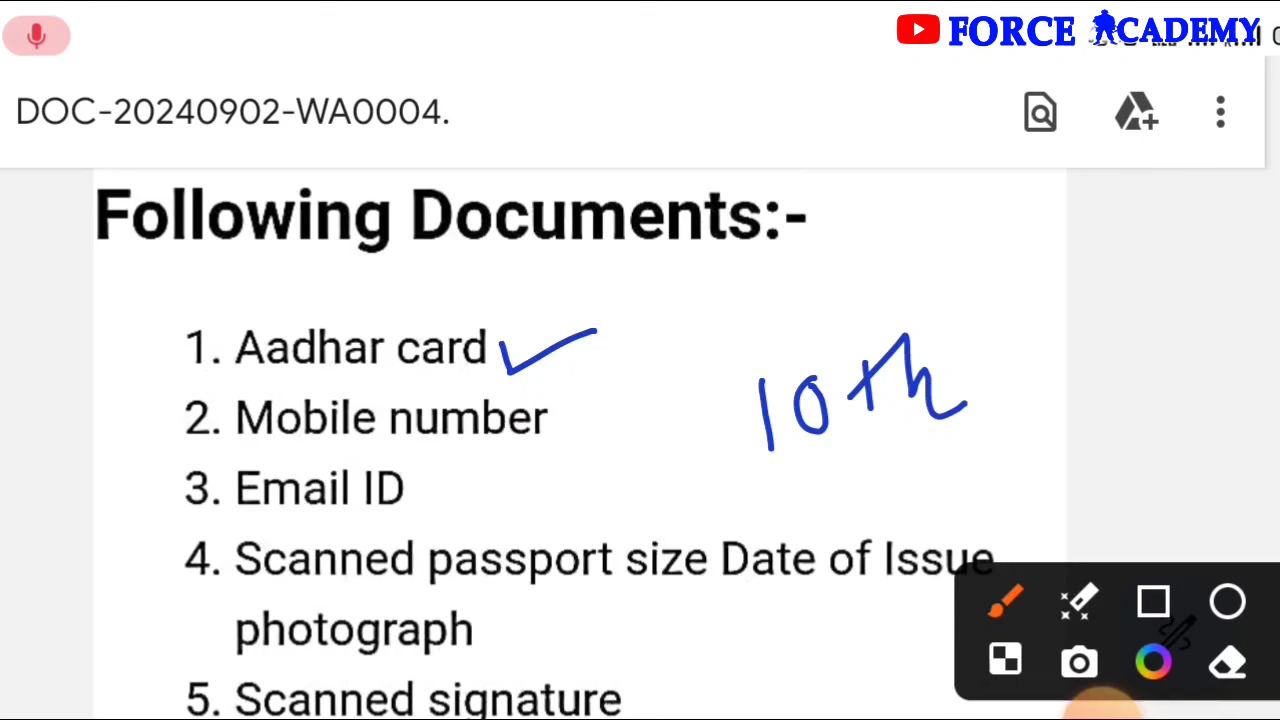 FORCE ACADEMY
DOC-20240902-WA0004.
Following Documents:-
1. Aadhar card
10th
2. Mobile number
3. Email ID
4. Scanned passport size Date of Issue
photograph
5. Scanned signature